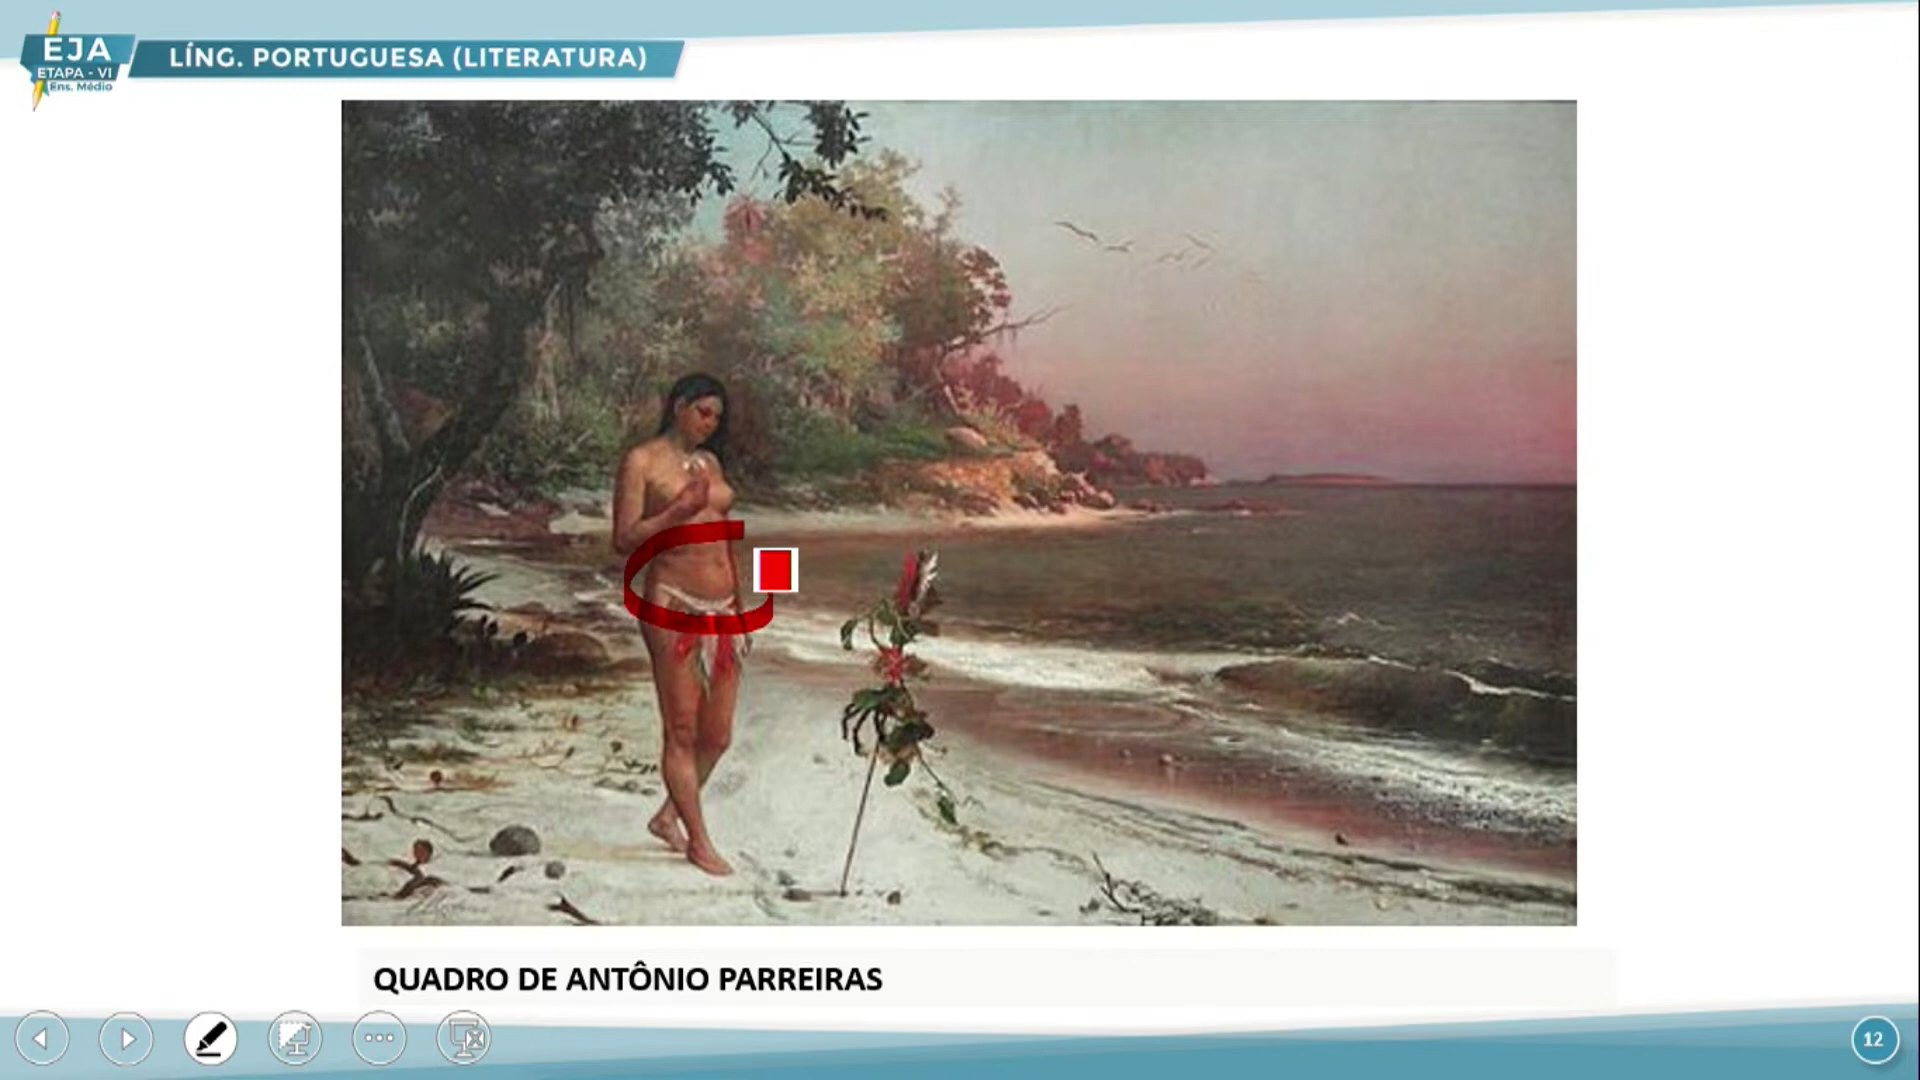 EJA
ETAPA - VI
Ens. Médio
LÍNG. PORTUGUESA (LITERATURA)
QUADRO DE ANTÔNIO PARREIRAS
12